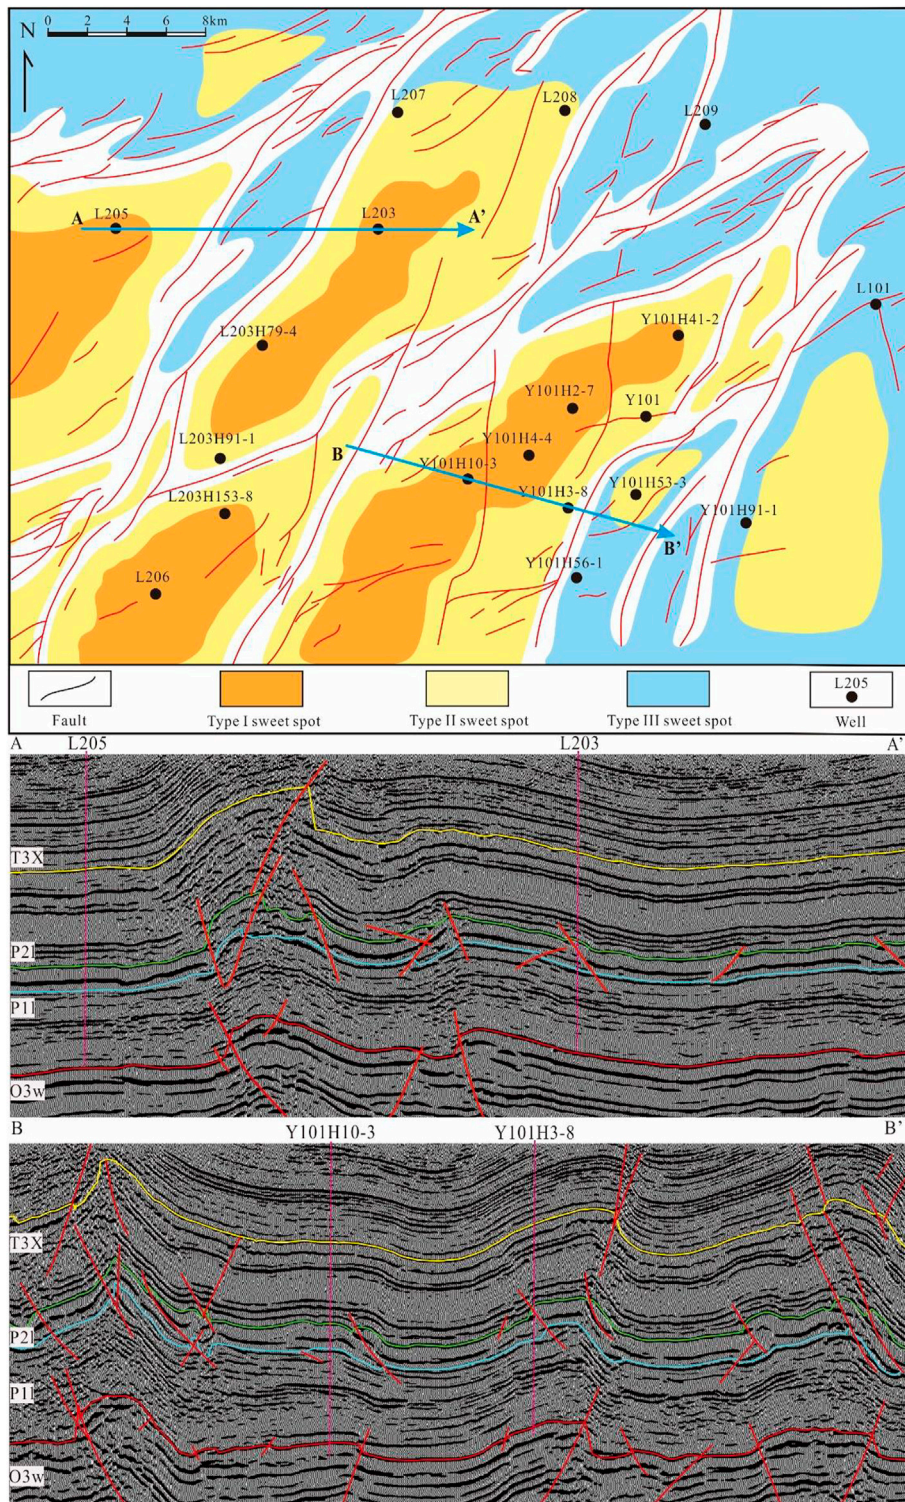 N
0 2 4 6 8km
L207
L208
L209
A
L205
L203
A'
L101
L203H79-4
Y101H41-2
Y101H2-7
Y101
L203H91-1
B
Y101H4-4
Y101H10-3
L203H153-8
Y101H3-8
Y101H53-3
Y101H91-1
B'
L206
Y101H56-1
L205
Fault
Type I sweet spot
Type II sweet spot
Type III sweet spot
Well
A
L205
L203
A'
T3X
P2l
P1l
O3w
B
Y101H10-3
Y101H3-8
B'
T3X
P2l
P1l
O3w